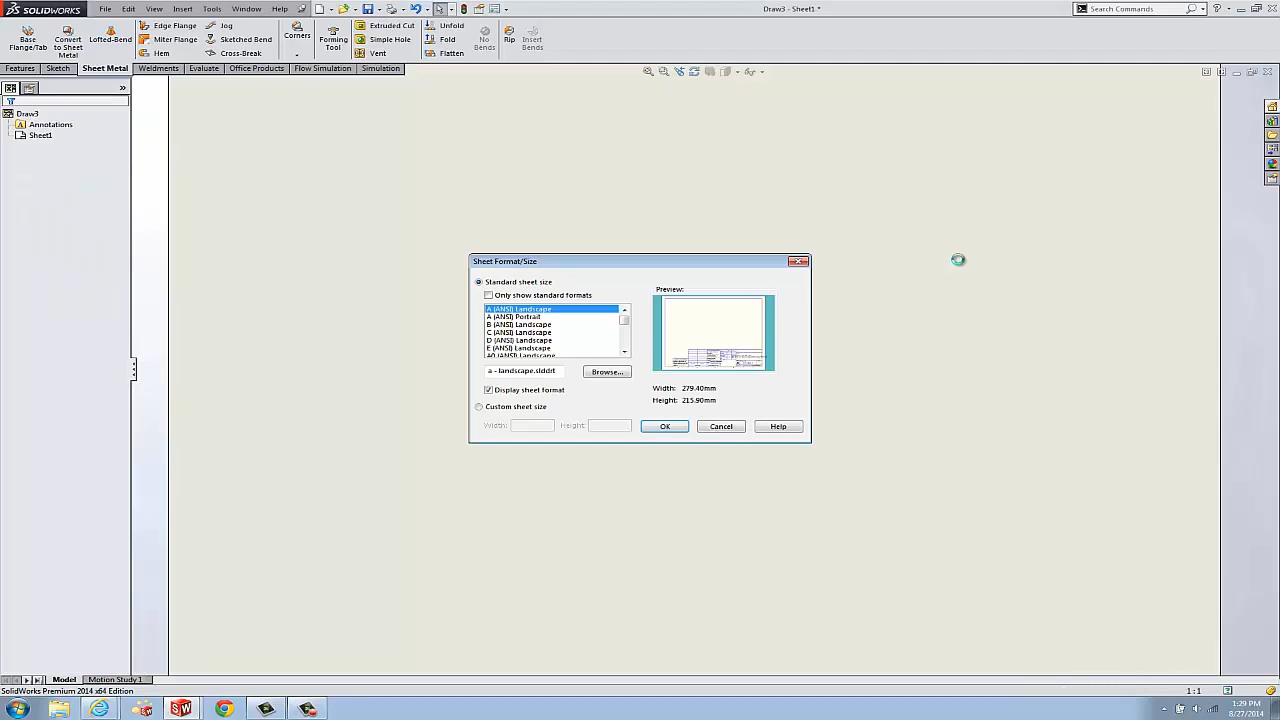 SOLIDWORKS
File Edit View Insert Tools Window Help
Draw3 - Sheet1 *
Search Commands
Base Flange/Tab
Convert to Sheet Metal
Lofted-Bend
Edge Flange
Miter Flange
Hem
Jog
Sketched Bend
Cross-Break
Corners
Forming Tool
Extruded Cut
Simple Hole
Vent
Unfold
Fold
Flatten
No Bends
Rip
Insert Bends
Features Sketch Sheet Metal Weldments Evaluate Office Products Flow Simulation Simulation
Draw3
A Annotations
Sheet1
Sheet Format/Size
Standard sheet size
Only show standard formats
A (ANSI) Landscape
A (ANSI) Portrait
B (ANSI) Landscape
C (ANSI) Landscape
D (ANSI) Landscape
E (ANSI) Landscape
A0 (ANSI) Landscape
a - landscape.slddrt
Browse...
Display sheet format
Custom sheet size
Width: Height:
Preview:
Width: 279.40mm
Height: 215.90mm
OK Cancel Help
Model Motion Study 1
SolidWorks Premium 2014 x64 Edition
1:1
1:29 PM
8/27/2014